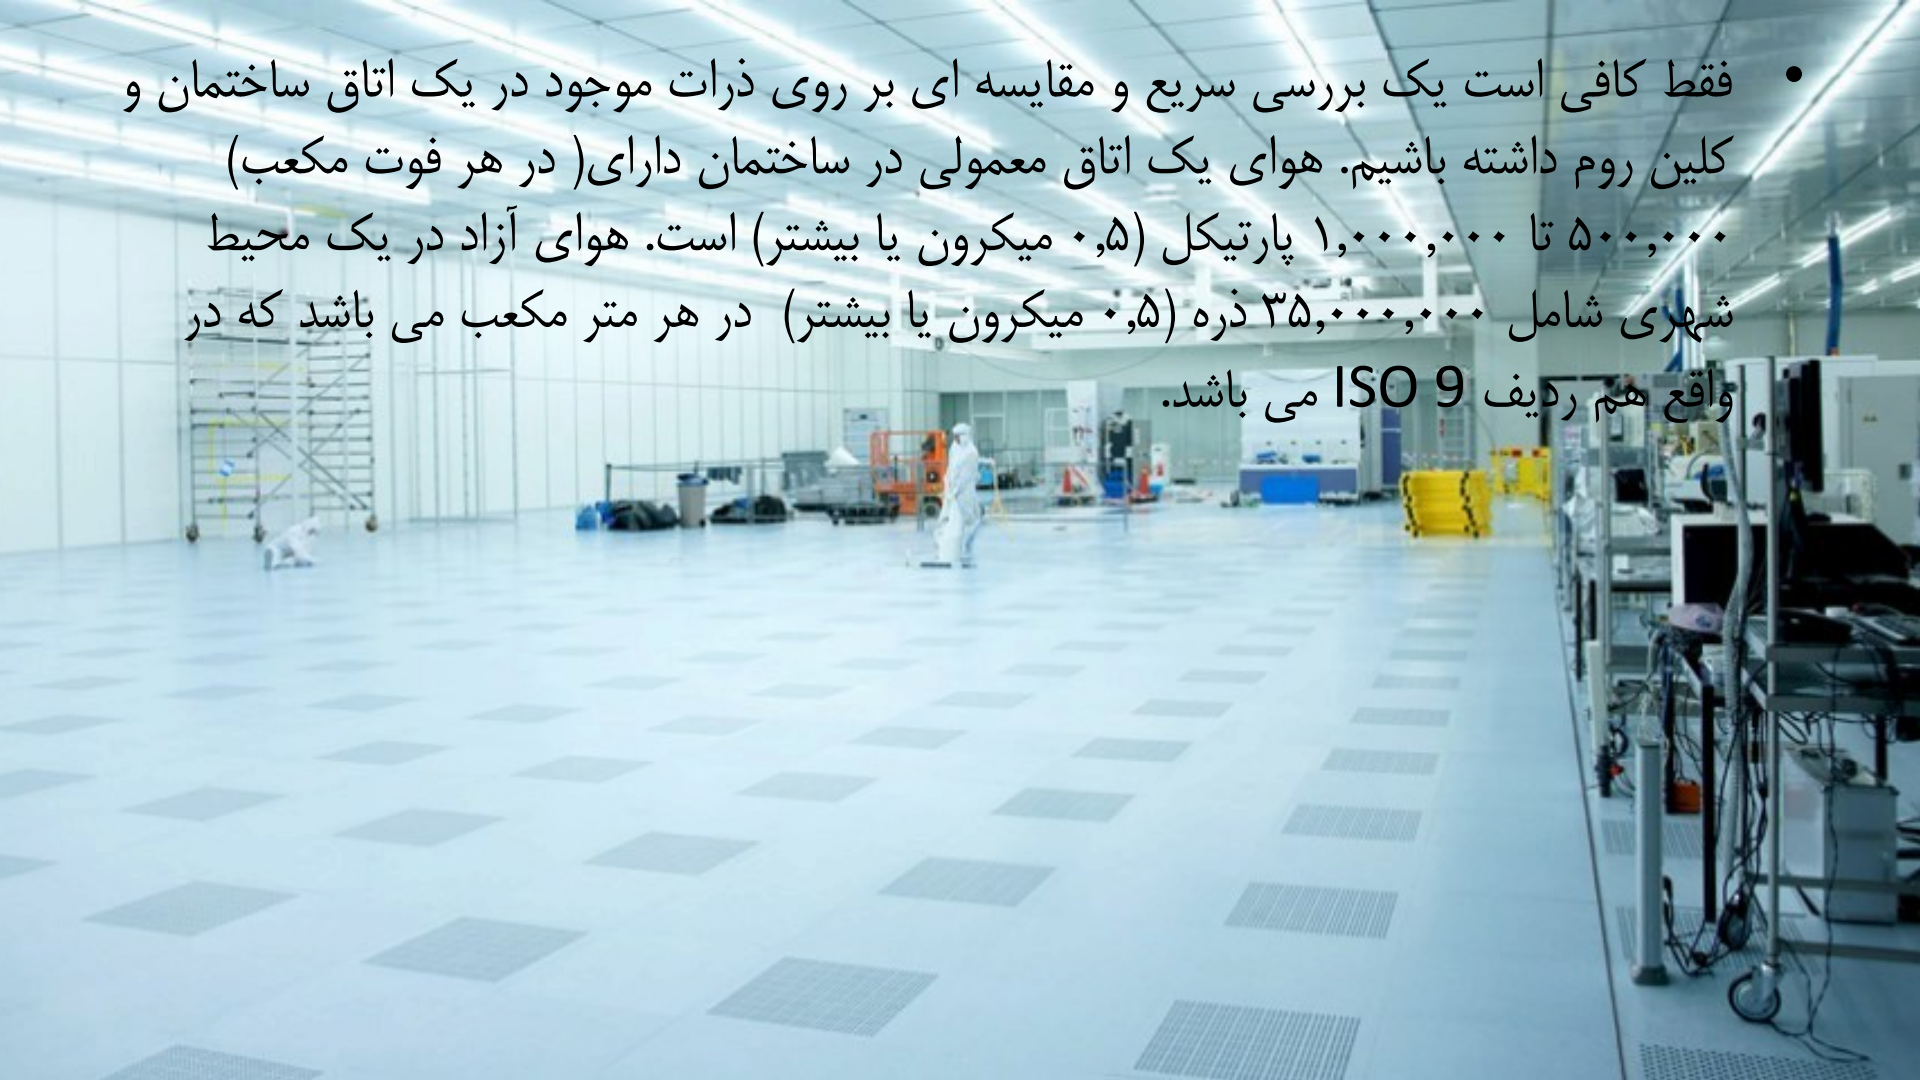 • فقط کافی است یک بررسی سریع و مقایسه ای بر روی ذرات موجود در یک اتاق ساختمان و
کلین روم داشته باشیم. هوای یک اتاق معمولی در ساختمان دارای( در هر فوت مکعب)
۵۰۰,۰۰۰ تا ۱,۰۰۰,۰۰۰ پارتیکل (۰,۵ میکرون یا بیشتر) است. هوای آزاد در یک محیط
شهری شامل ۳۵,۰۰۰,۰۰۰ ذره (۰,۵ میکرون یا بیشتر) در هر متر مکعب می باشد که در
واقع هم ردیف ISO 9 می باشد.